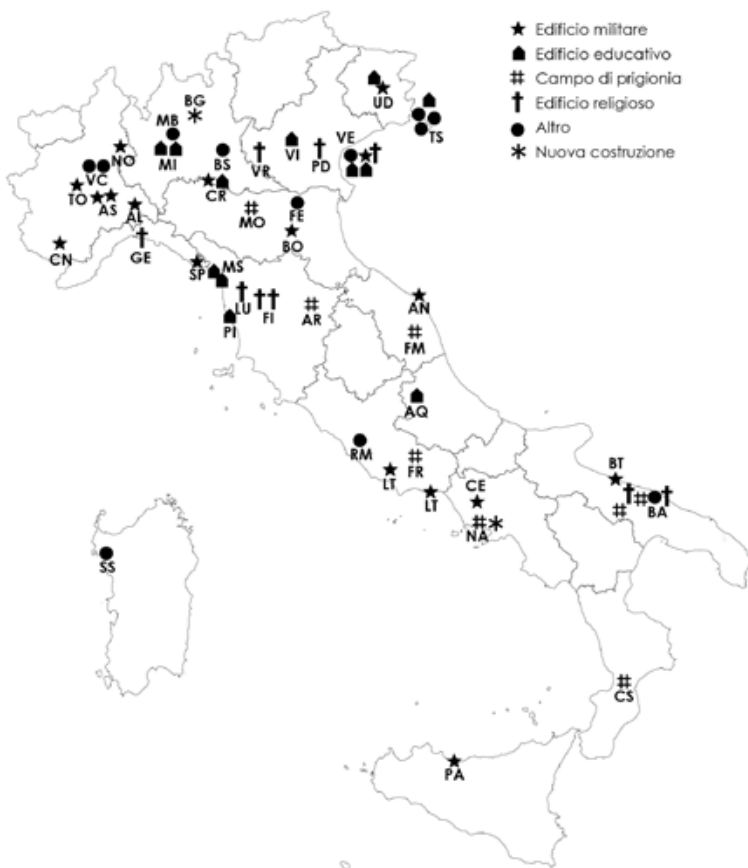 Edificio militare
Edificio educativo
Campo di prigionia
Edificio religioso
Altro
Nuova costruzione
UD
TS
BG
MB
NO
MI
BS
VR
VI
PD
VE
VC
TO
AS
AL
CR
MO
FE
BO
CN
GE
SP
MS
LU
FI
PI
AR
AN
FM
AQ
RM
FR
LT
LT
CE
NA
BT
BA
SS
CS
PA